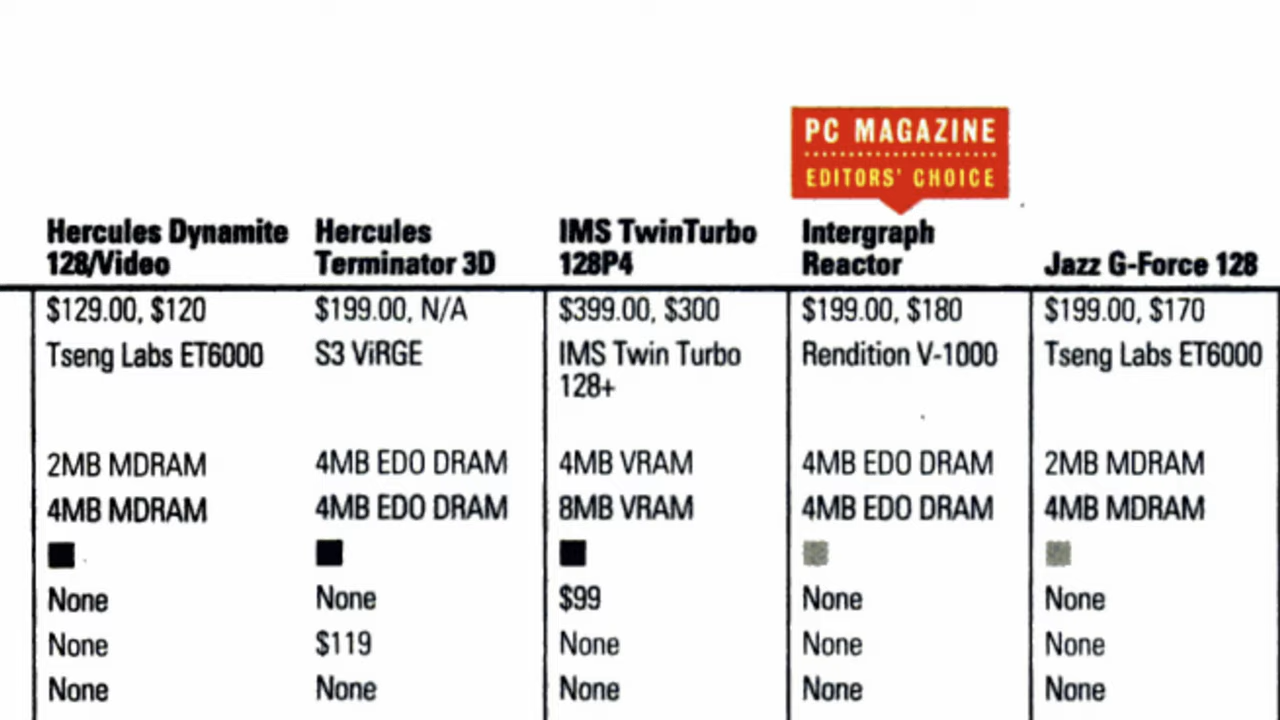 PC MAGAZINE
EDITORS' CHOICE
Hercules Dynamite Hercules IMS TwinTurbo Intergraph
128/Video Terminator 3D 128P4 Reactor Jazz G-Force 128
$129.00, $120 $199.00, N/A $399.00, $300 $199.00, $180 $199.00, $170
Tseng Labs ET6000 S3 ViRGE IMS Twin Turbo Rendition V-1000 Tseng Labs ET6000
128+
2MB MDRAM 4MB EDO DRAM 4MB VRAM 4MB EDO DRAM 2MB MDRAM
4MB MDRAM 4MB EDO DRAM 8MB VRAM 4MB EDO DRAM 4MB MDRAM
None None $99 None None
None $119 None None None
None None None None None